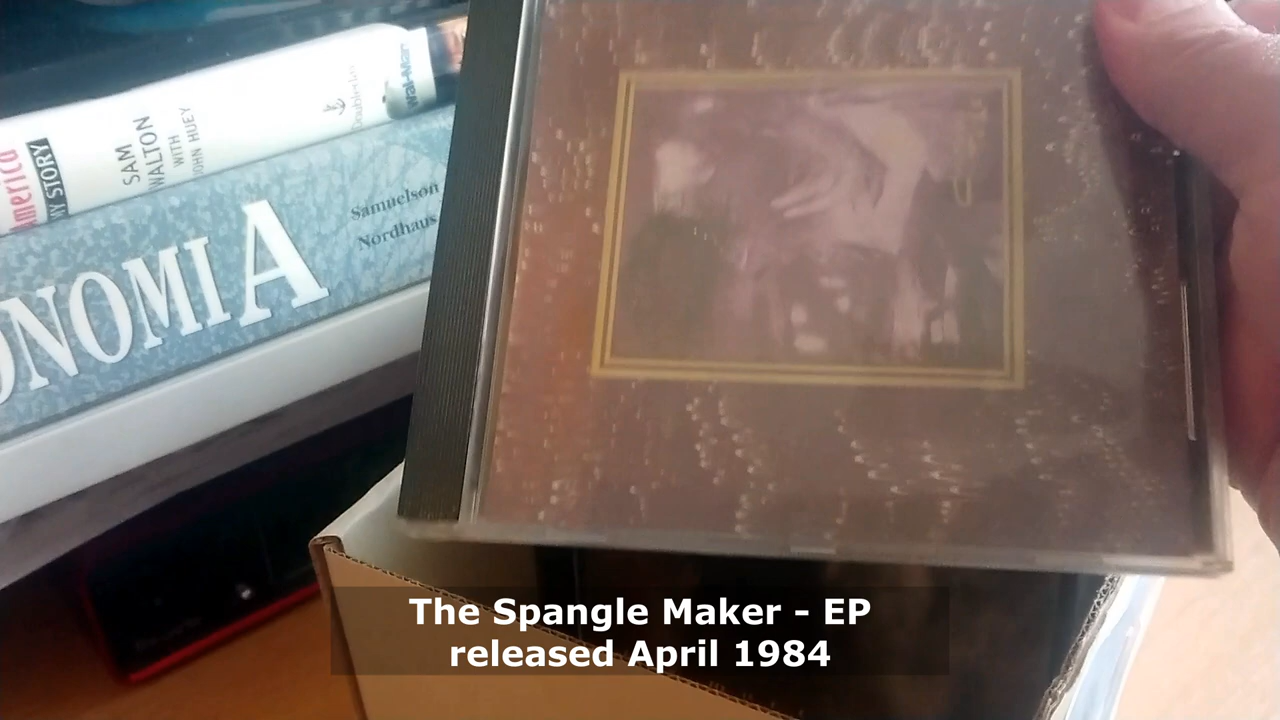 america
MY STORY
SAM
WALTON
WITH
JOHN HUEY
Doubleday
Wal-Mart
ONOMIA
Samuelson
Nordhaus
The Spangle Maker - EP
released April 1984